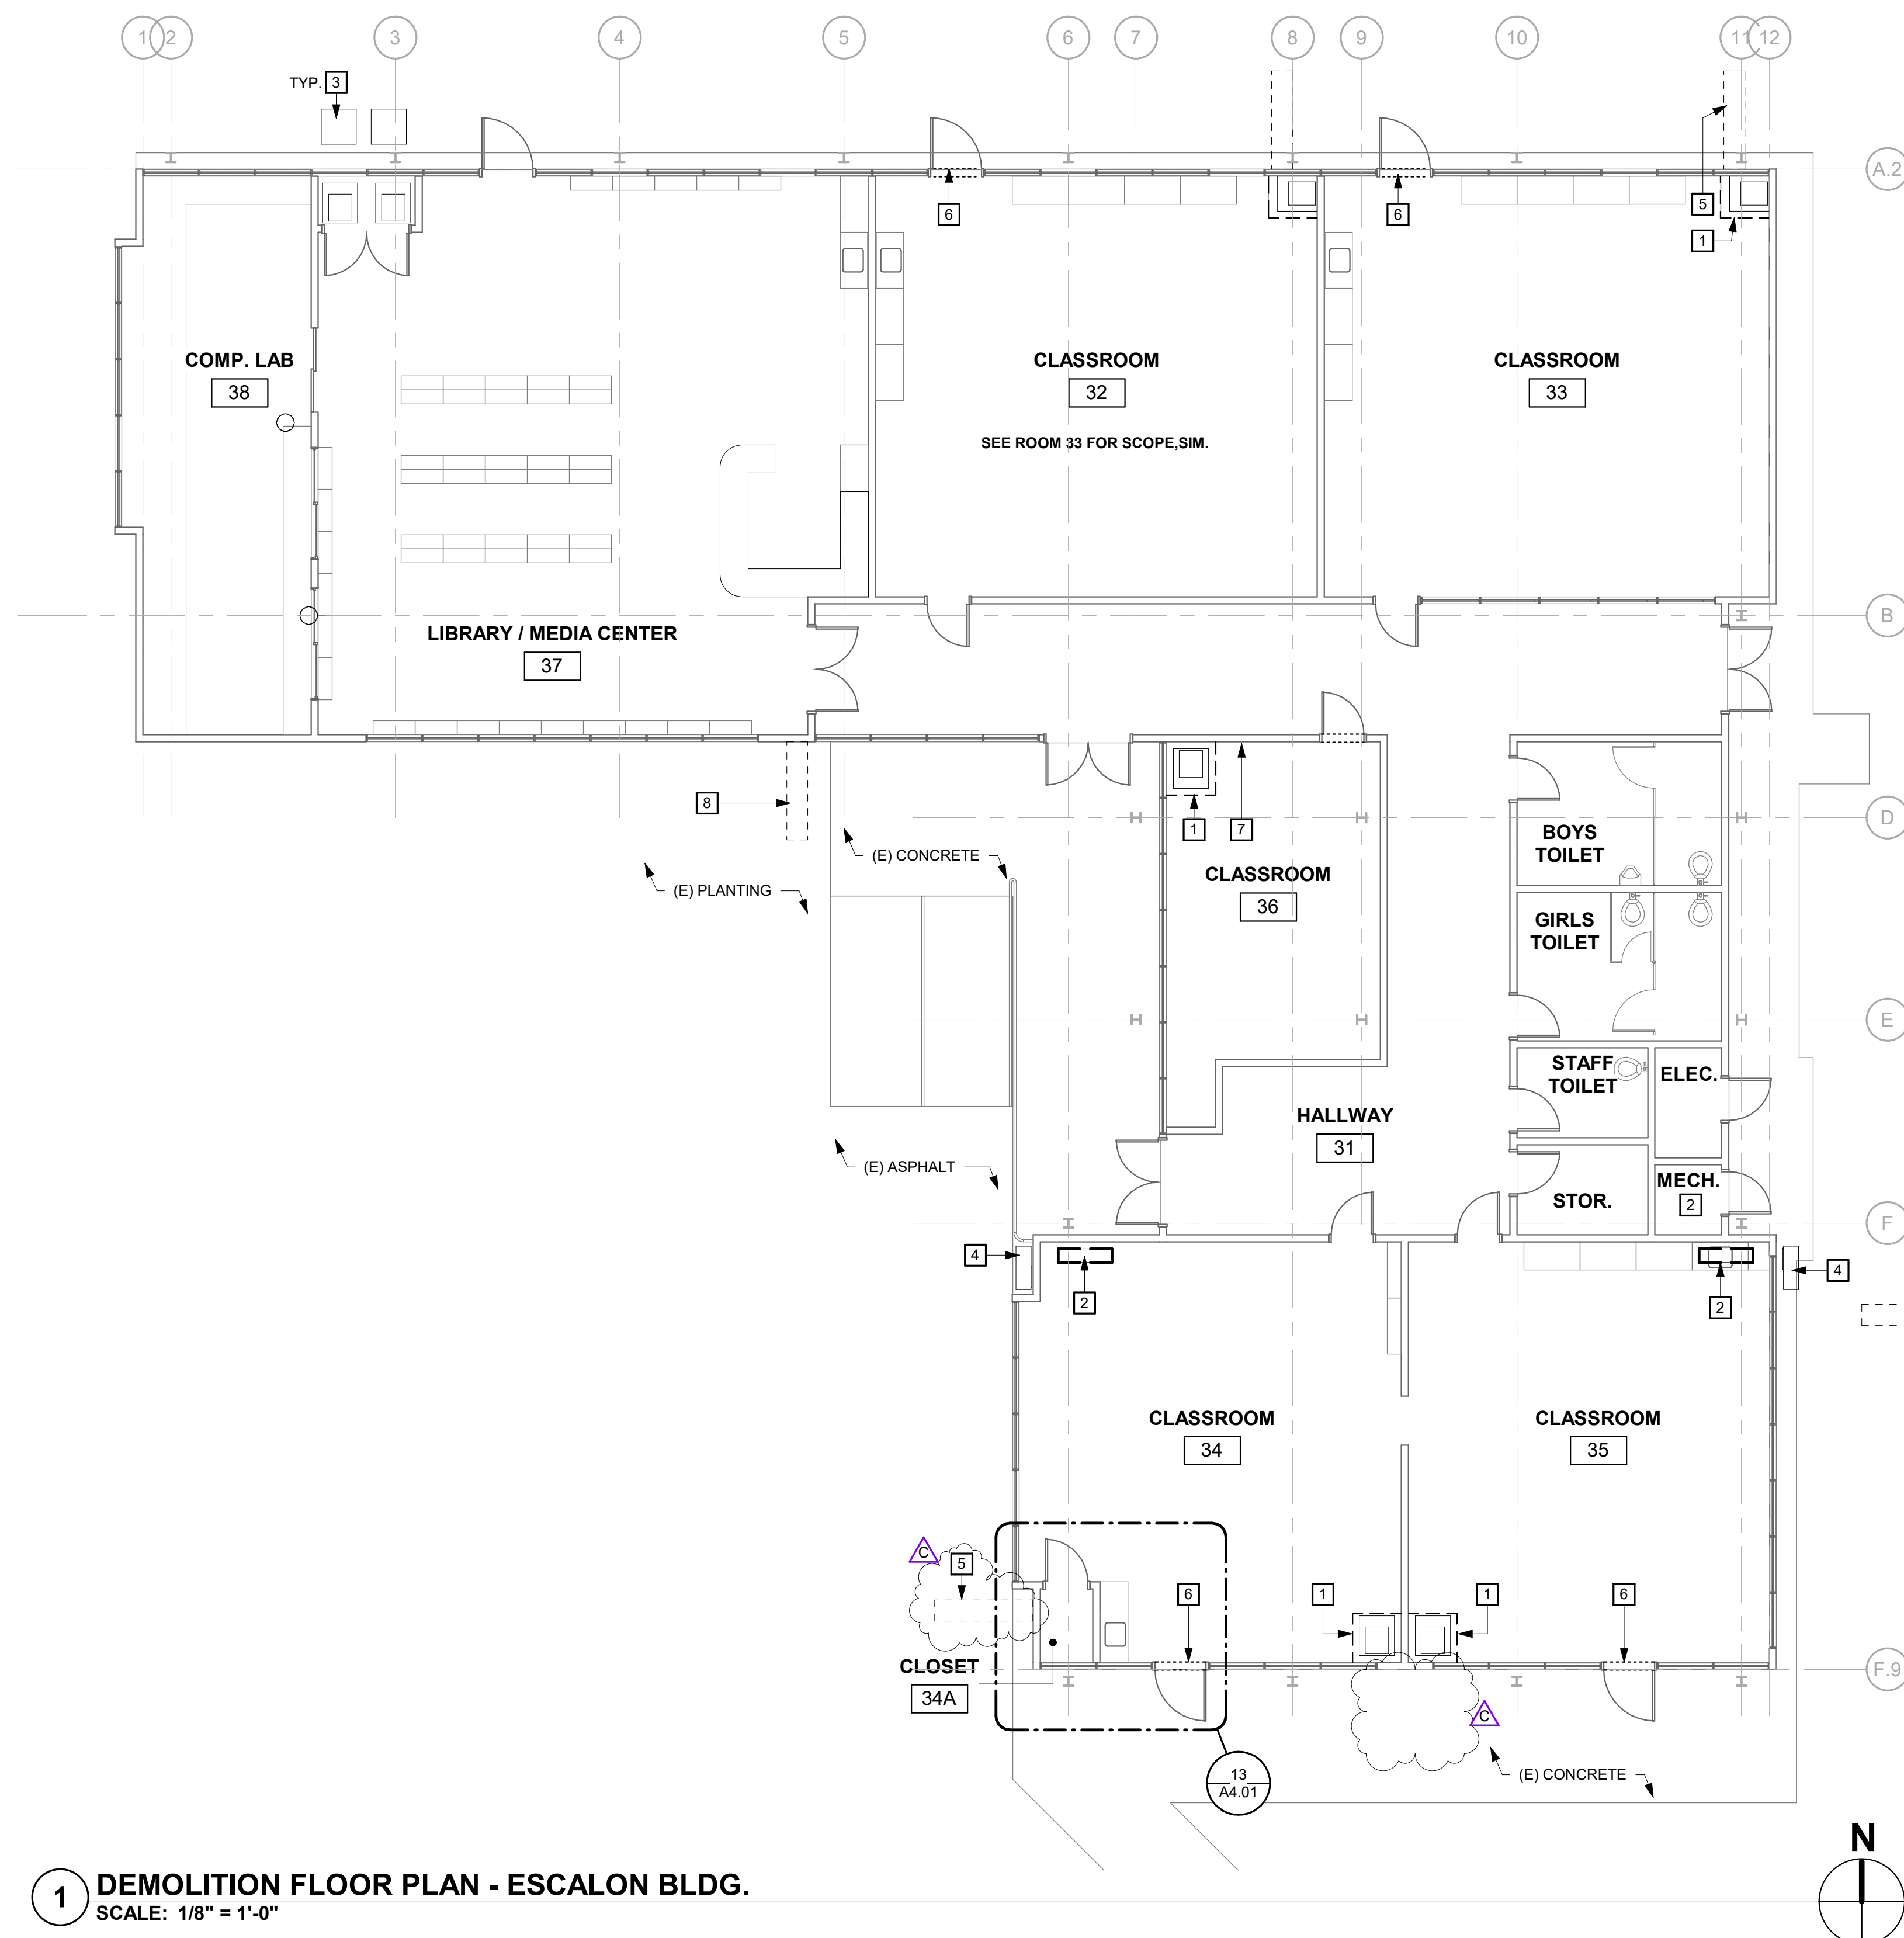 1 2 3 4 5 6 7 8 9 10 11 12
TYP. 3
A.2
5
6 6
1
COMP. LAB
38
CLASSROOM
32
SEE ROOM 33 FOR SCOPE,SIM.
CLASSROOM
33
B
LIBRARY / MEDIA CENTER
37
8
1 7
D
(E) CONCRETE
(E) PLANTING
CLASSROOM
36
BOYS
TOILET
GIRLS
TOILET
E
STAFF
TOILET
ELEC.
HALLWAY
31
(E) ASPHALT
STOR.
MECH.
2
F
4
2
2
4
CLASSROOM
34
CLASSROOM
35
C
5
6
1
1
6
CLOSET
34A
F.9
C
13
A4.01
(E) CONCRETE
N
1 DEMOLITION FLOOR PLAN - ESCALON BLDG.
SCALE: 1/8" = 1'-0"